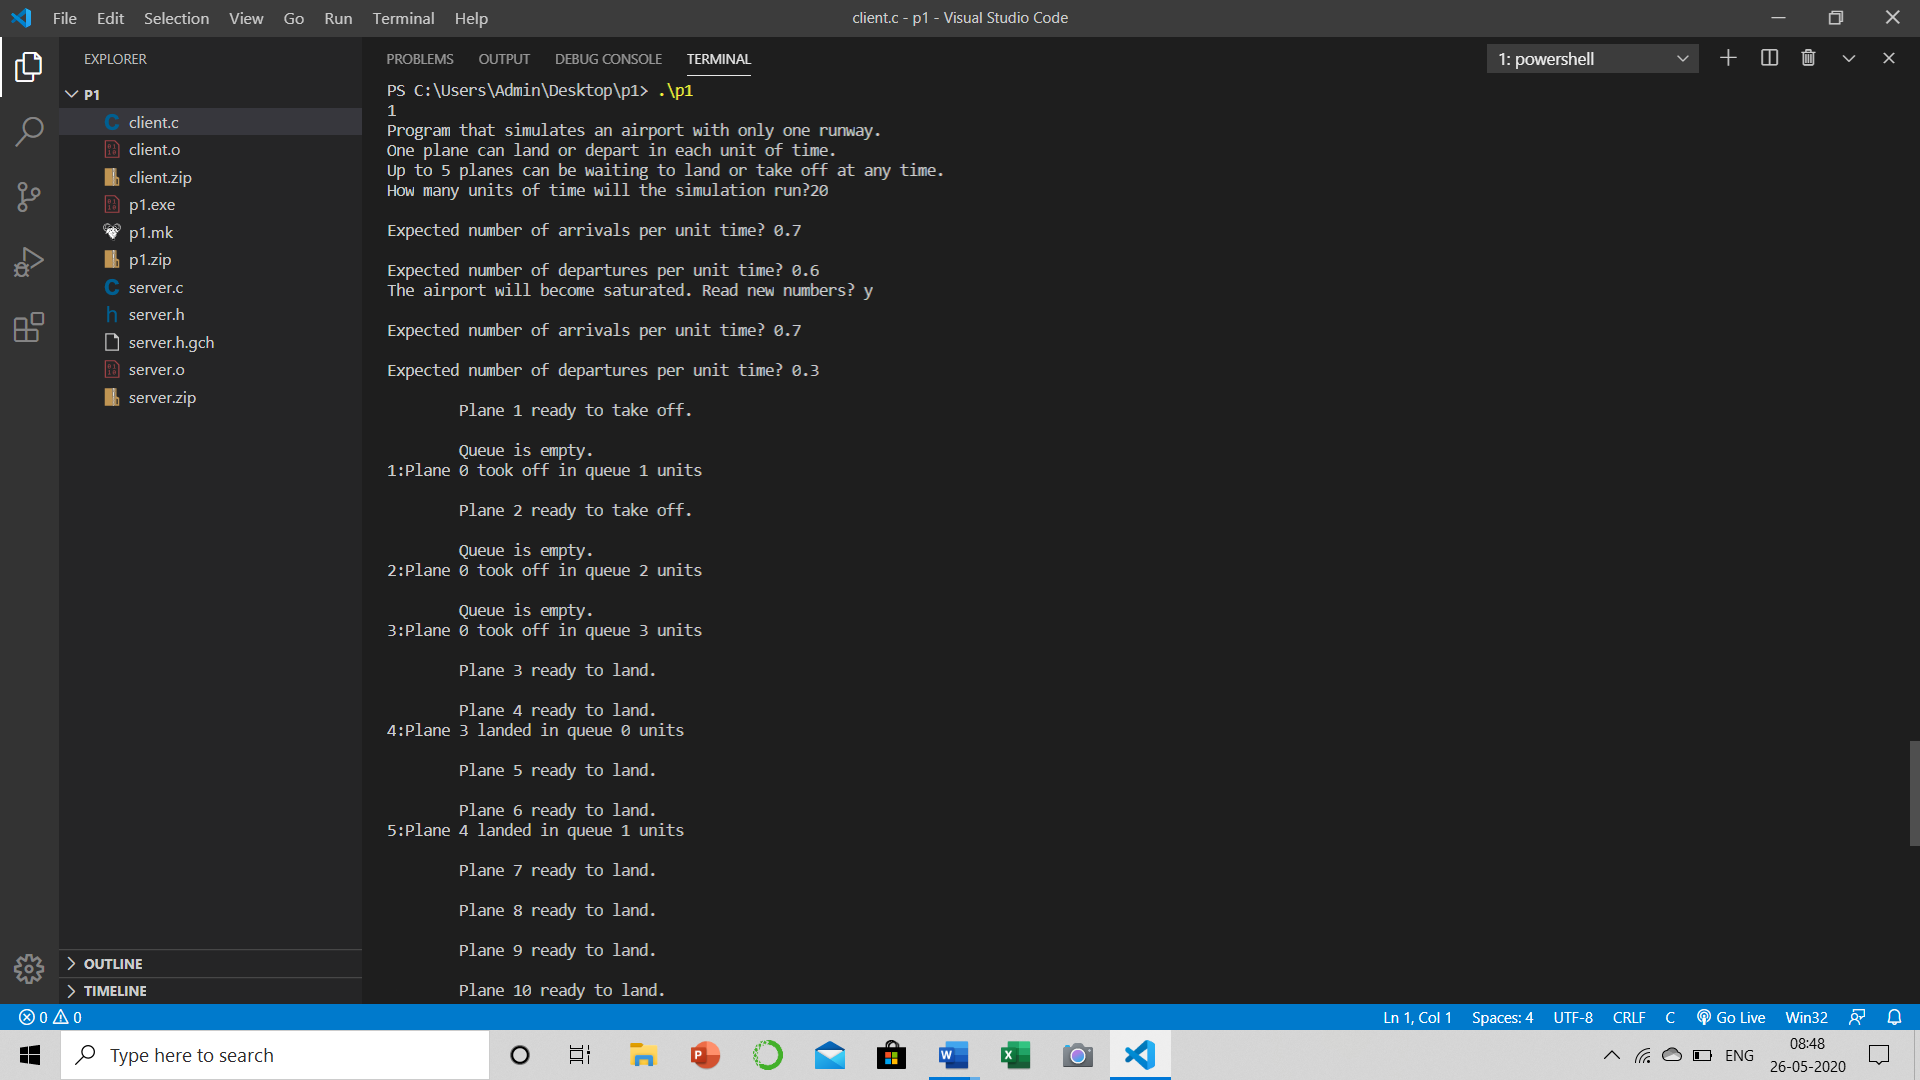 File Edit Selection View Go Run Terminal Help
client.c - p1 - Visual Studio Code
EXPLORER
P1
client.c
client.o
client.zip
p1.exe
p1.mk
p1.zip
server.c
server.h
server.h.gch
server.o
server.zip
OUTLINE
TIMELINE
PROBLEMS OUTPUT DEBUG CONSOLE TERMINAL
1: powershell
PS C:\Users\Admin\Desktop\p1> .\p1
1
Program that simulates an airport with only one runway.
One plane can land or depart in each unit of time.
Up to 5 planes can be waiting to land or take off at any time.
How many units of time will the simulation run?20
Expected number of arrivals per unit time? 0.7
Expected number of departures per unit time? 0.6
The airport will become saturated. Read new numbers? y
Expected number of arrivals per unit time? 0.7
Expected number of departures per unit time? 0.3
Plane 1 ready to take off.
Queue is empty.
1:Plane 0 took off in queue 1 units
Plane 2 ready to take off.
Queue is empty.
2:Plane 0 took off in queue 2 units
Queue is empty.
3:Plane 0 took off in queue 3 units
Plane 3 ready to land.
Plane 4 ready to land.
4:Plane 3 landed in queue 0 units
Plane 5 ready to land.
Plane 6 ready to land.
5:Plane 4 landed in queue 1 units
Plane 7 ready to land.
Plane 8 ready to land.
Plane 9 ready to land.
Plane 10 ready to land.
0 0
Ln 1, Col 1 Spaces: 4 UTF-8 CRLF C Go Live Win32
Type here to search
ENG
08:48
26-05-2020